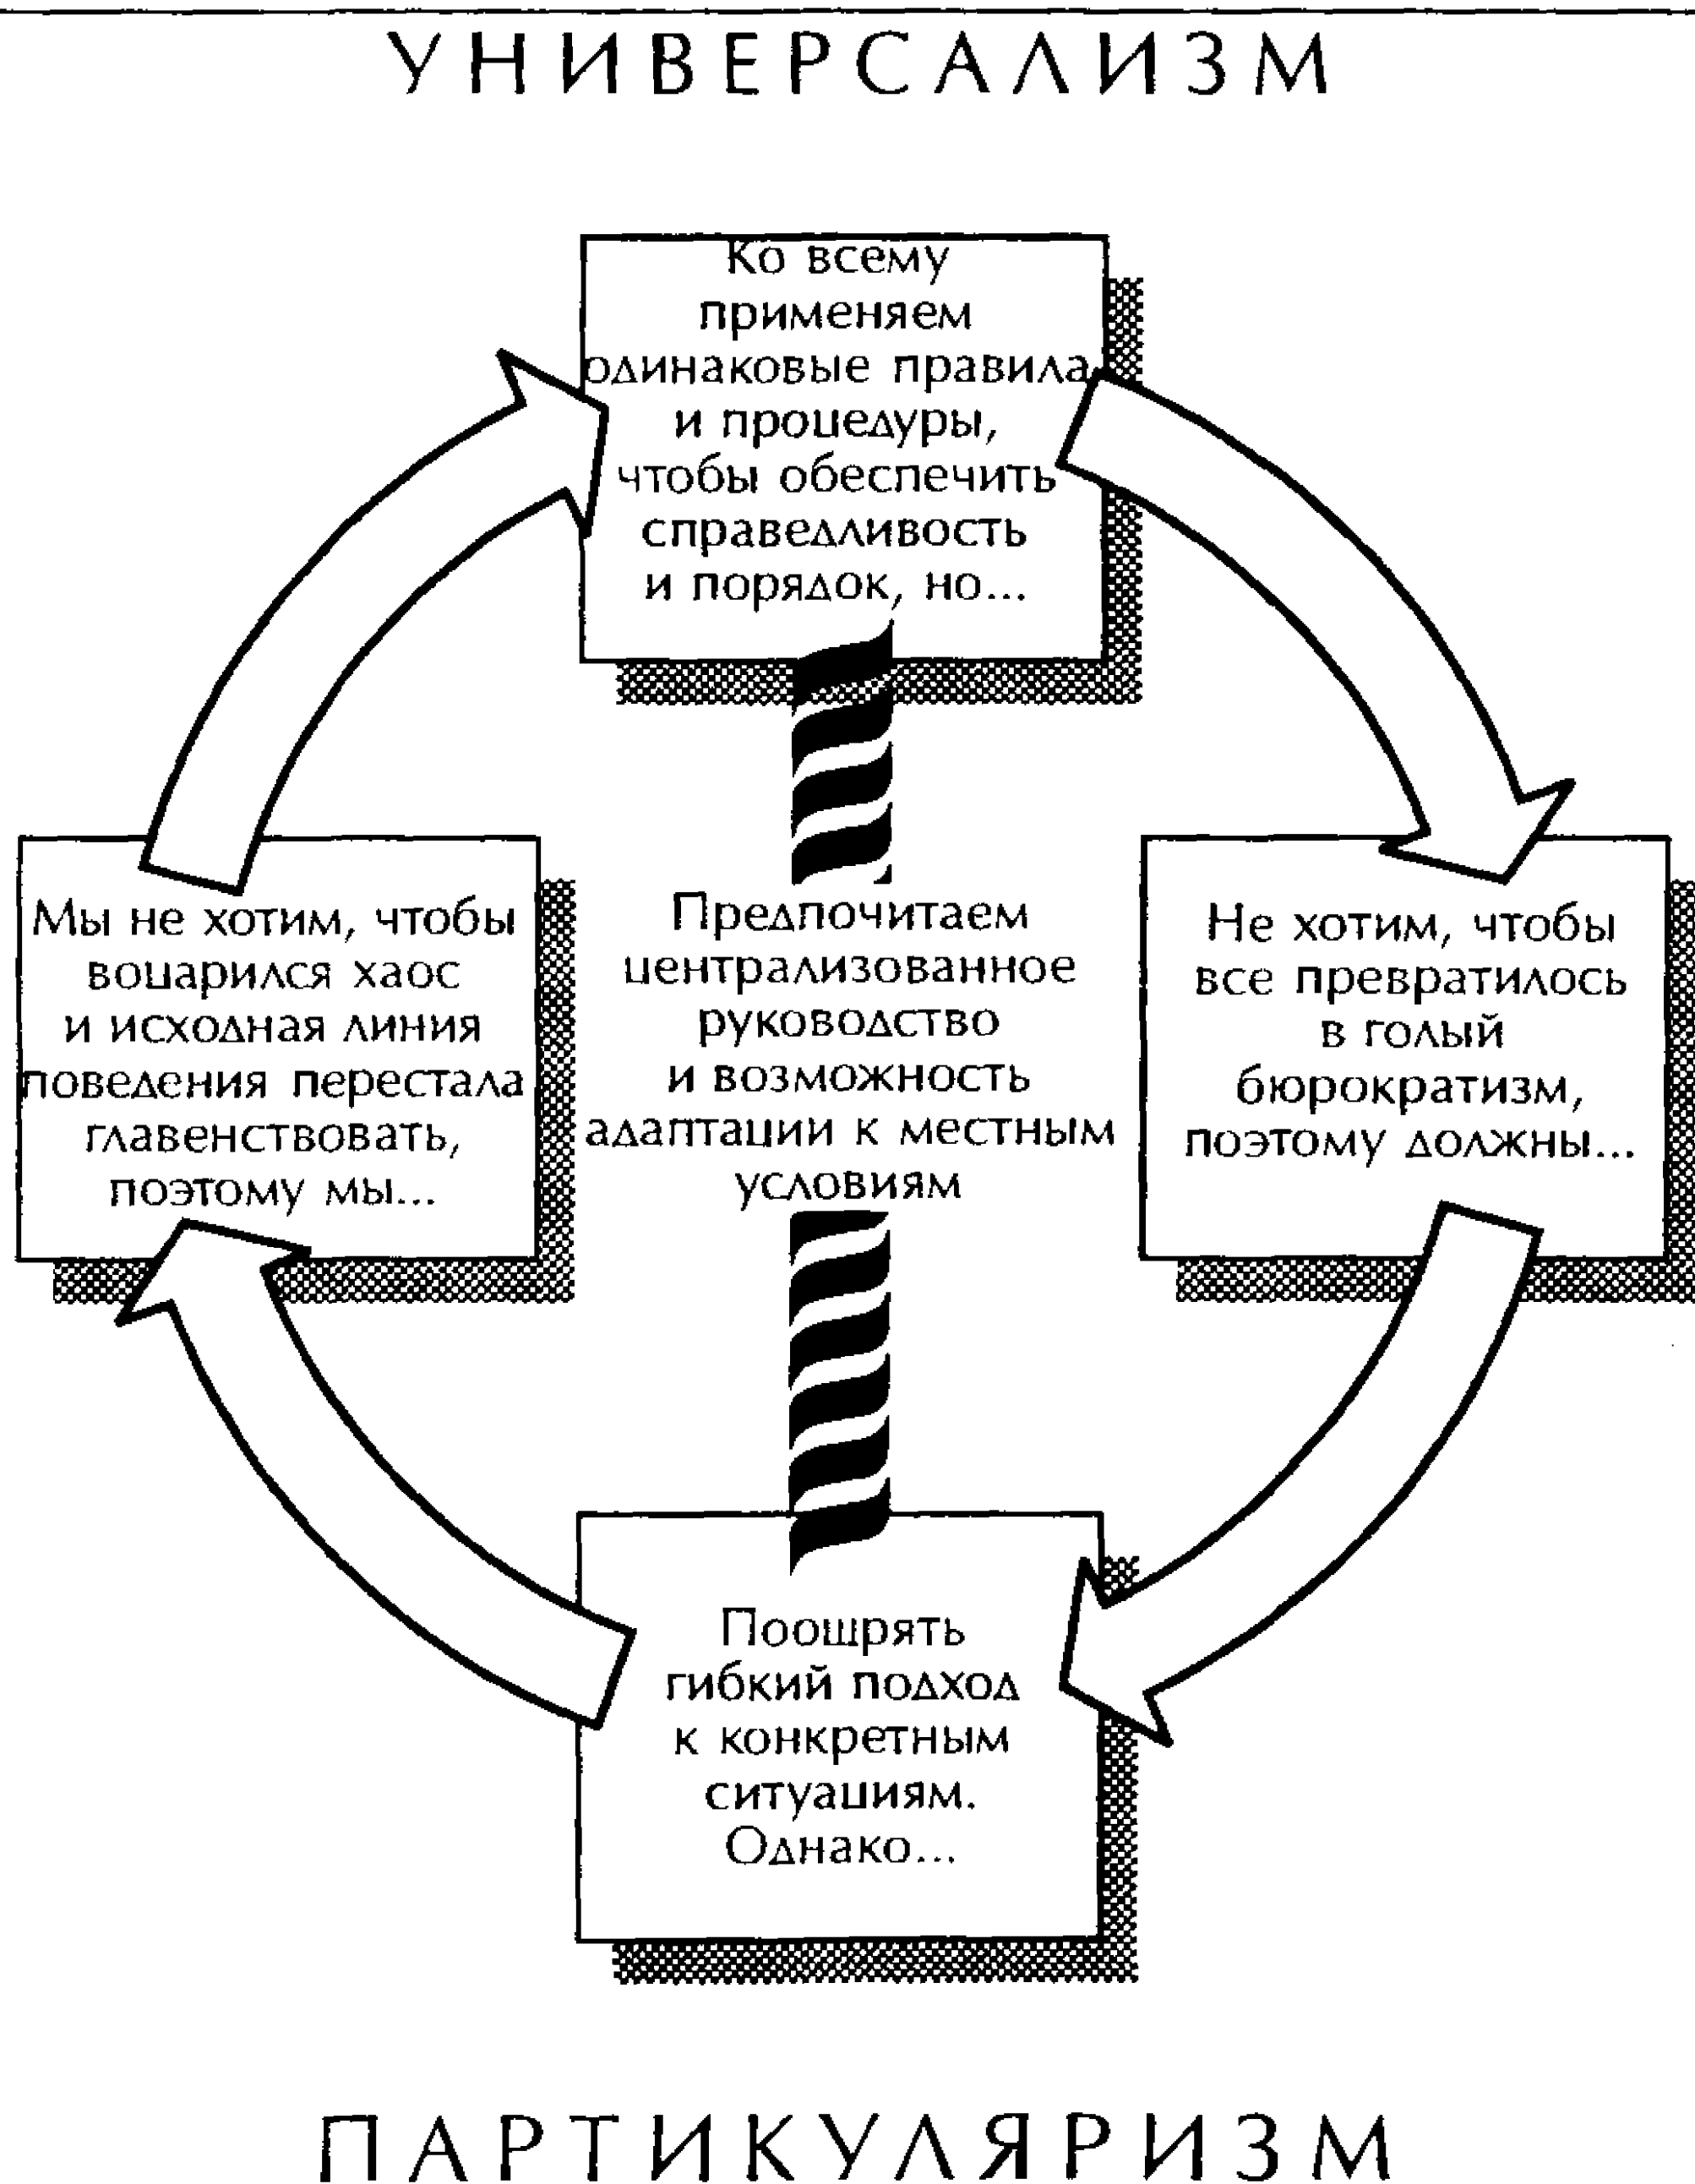 УНИВЕРСАЛИЗМ
Ко всему
применяем
одинаковые правила
и процедуры,
чтобы обеспечить
справедливость
и порядок, но...
Мы не хотим, чтобы
воцарился хаос
и исходная линия
поведения перестала
главенствовать,
поэтому мы...
Предпочитаем
централизованное
руководство
и возможность
адаптации к местным
условиям
Не хотим, чтобы
все превратилось
в голый
бюрократизм,
поэтому должны...
Поощрять
гибкий подход
к конкретным
ситуациям.
Однако...
ПАРТИКУЛЯРИЗМ